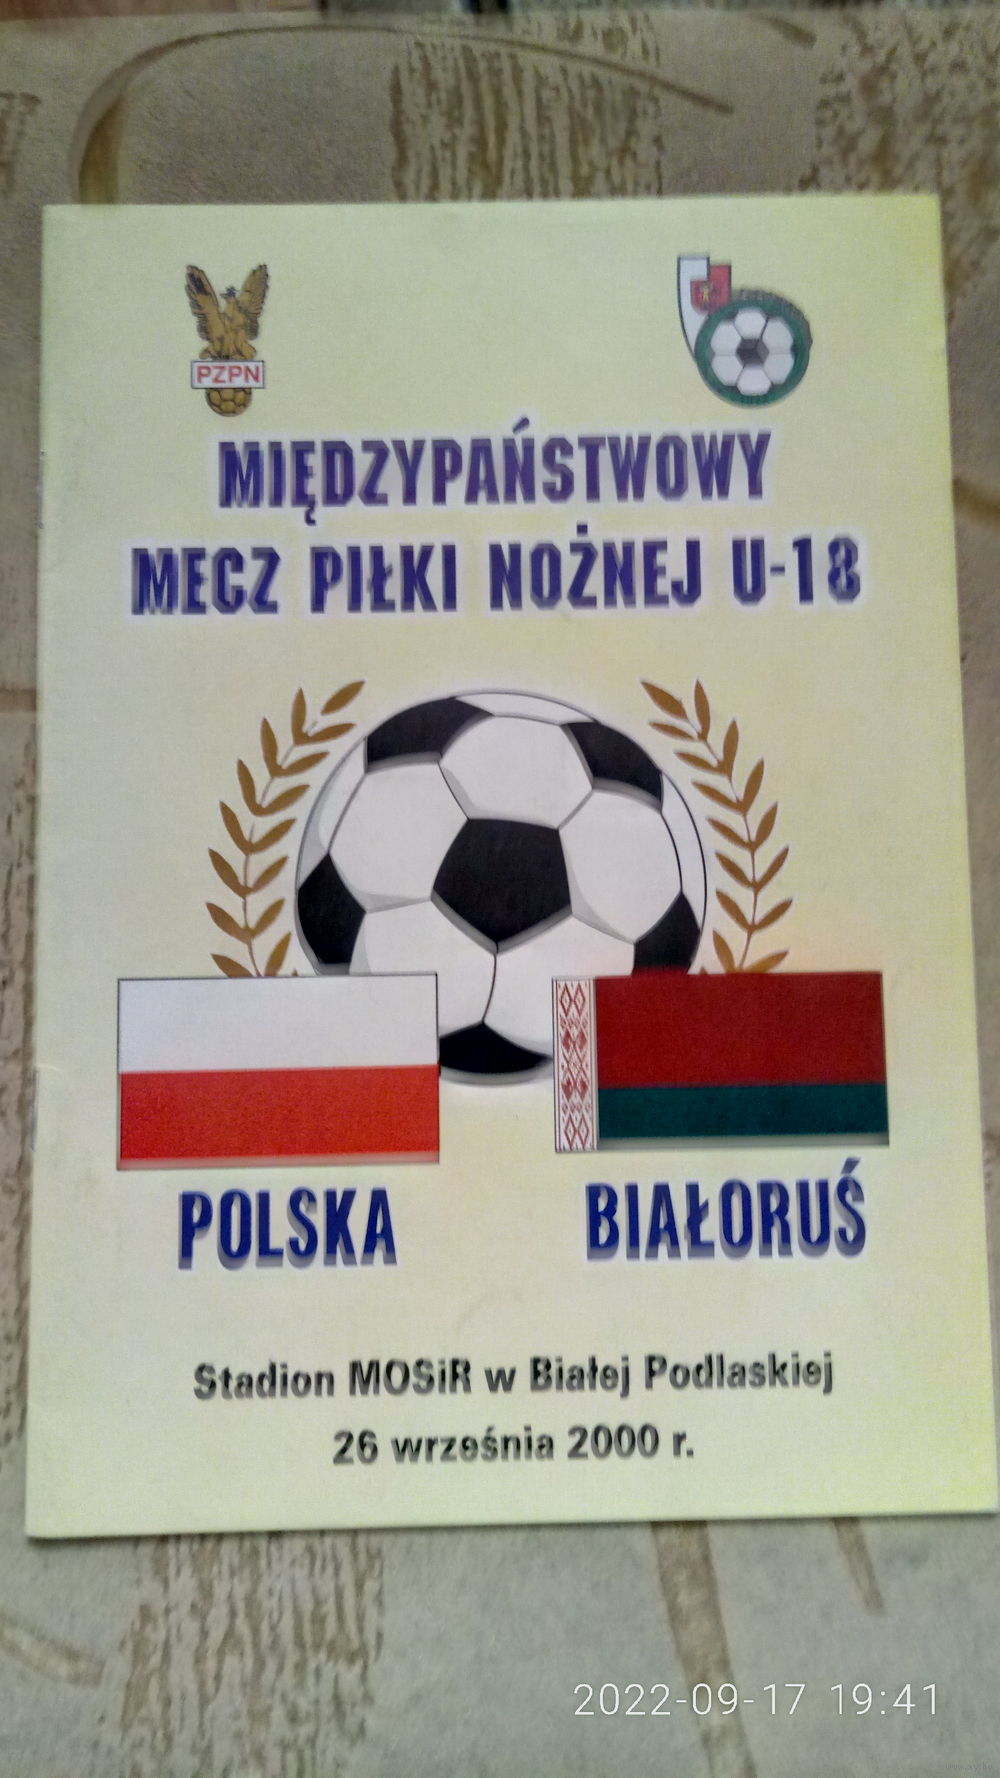 PZPN
MIĘDZYPAŃSTWOWY
MECZ PIŁKI NOŻNEJ U-18
POLSKA
BIAŁORUŚ
Stadion MOSiR w Białej Podlaskiej
26 września 2000 r.
2022-09-17 19:41